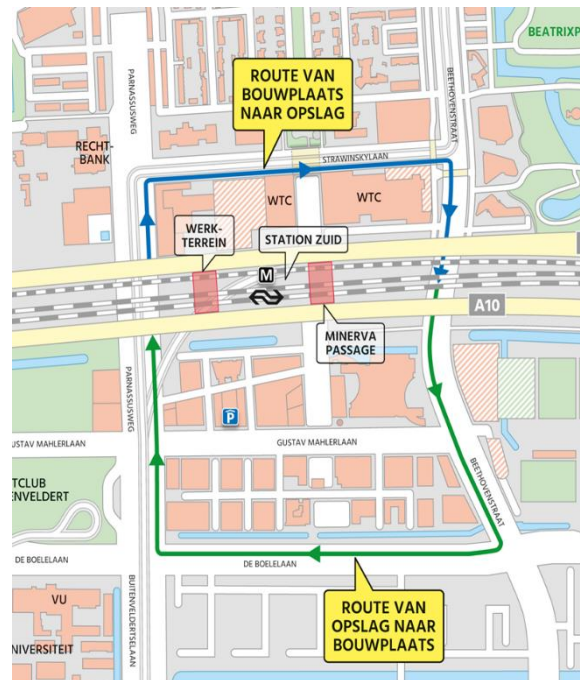 BEATRIXP
PARNASSUSWEG
BEETHOVENSTRAAT
ROUTE VAN
BOUWPLAATS
NAAR OPSLAG
RECHT-
BANK
STRAWINSKYLAAN
WTC
WTC
WERK-
TERREIN
STATION ZUID
M
A10
MINERVA
PASSAGE
PARNASSUSWEG
P
USTAV MAHLERLAAN
GUSTAV MAHLERLAAN
BEETHOVENSTRAAT
TCLUB
ENVELDERT
DE BOELELAAN
DE BOELELAAN
BUITENVELDERTSELAAN
VU
NIVERSITEIT
ROUTE VAN
OPSLAG NAAR
BOUWPLAATS